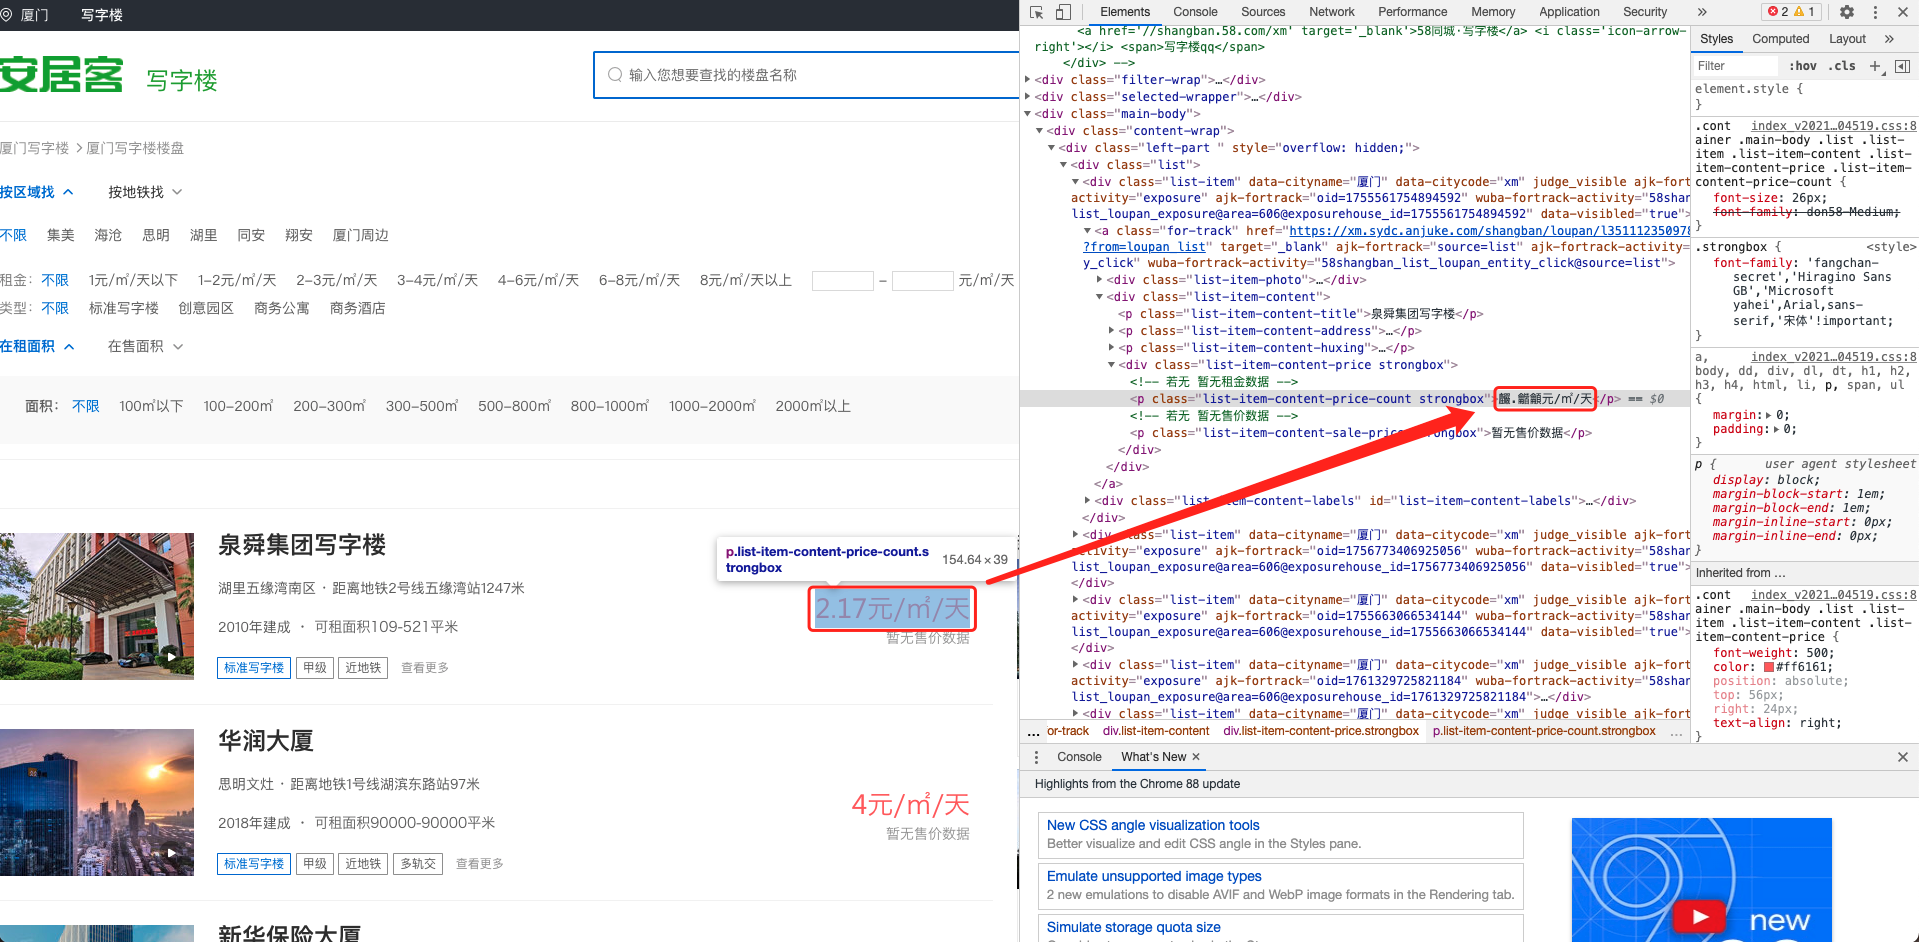 厦门
写字楼
安居客 写字楼
输入您想要查找的楼盘名称
厦门写字楼 > 厦门写字楼楼盘
按区域找 按地铁找
不限 集美 海沧 思明 湖里 同安 翔安 厦门周边
租金： 不限 1元/㎡/天以下 1-2元/㎡/天 2-3元/㎡/天 3-4元/㎡/天 4-6元/㎡/天 6-8元/㎡/天 8元/㎡/天以上 – 元/㎡/天
类型： 不限 标准写字楼 创意园区 商务公寓 商务酒店
在租面积 在售面积
面积： 不限 100㎡以下 100-200㎡ 200-300㎡ 300-500㎡ 500-800㎡ 800-1000㎡ 1000-2000㎡ 2000㎡以上
泉舜集团写字楼
湖里五缘湾南区 · 距离地铁2号线五缘湾站1247米
2010年建成 · 可租面积109-521平米
标准写字楼 甲级 近地铁 查看更多
p.list-item-content-price-count.s
trongbox
154.64 × 39
2.17元/㎡/天
暂无售价数据
华润大厦
思明文灶 · 距离地铁1号线湖滨东路站97米
2018年建成 · 可租面积90000-90000平米
标准写字楼 甲级 近地铁 多轨交 查看更多
4元/㎡/天
暂无售价数据
新华保险大厦
Elements Console Sources Network Performance Memory Application Security » 2 1
<a href='//shangban.58.com/xm' target='_blank'>58同城·写字楼</a> <i class='icon-arrow-
right'></i> <span>写字楼qq</span>
</div> -->
<div class="filter-wrap">…</div>
<div class="selected-wrapper">…</div>
<div class="main-body">
<div class="content-wrap">
<div class="left-part " style="overflow: hidden;">
<div class="list">
<div class="list-item" data-cityname="厦门" data-citycode="xm" judge_visible ajk-fort
activity="exposure" ajk-fortrack="oid=1755561754894592" wuba-fortrack-activity="58shan
list_loupan_exposure@area=606@exposurehouse_id=1755561754894592" data-visibled="true">
<a class="for-track" href="https://xm.sydc.anjuke.com/shangban/loupan/l3511123509​78
?from=loupan_list" target="_blank" ajk-fortrack="source=list" ajk-fortrack-activity=
y_click" wuba-fortrack-activity="58shangban_list_loupan_entity_click@source=list">
<div class="list-item-photo">…</div>
<div class="list-item-content">
<p class="list-item-content-title">泉舜集团写字楼</p>
<p class="list-item-content-address">…</p>
<p class="list-item-content-huxing">…</p>
<div class="list-item-content-price strongbox">
<!-- 若无 暂无租金数据 -->
<p class="list-item-content-price-count strongbox" .元/㎡/天</p> == $0
<!-- 若无 暂无售价数据 -->
<p class="list-item-content-sale-price strongbox">暂无售价数据</p>
</div>
</div>
</a>
<div class="list-item-content-labels" id="list-item-content-labels">…</div>
</div>
<div class="list-item" data-cityname="厦门" data-citycode="xm" judge_visible ajk-fort
activity="exposure" ajk-fortrack="oid=1756773406925056" wuba-fortrack-activity="58shan
list_loupan_exposure@area=606@exposurehouse_id=1756773406925056" data-visibled="true">
</div>
<div class="list-item" data-cityname="厦门" data-citycode="xm" judge_visible ajk-fort
activity="exposure" ajk-fortrack="oid=1755663066534144" wuba-fortrack-activity="58shan
list_loupan_exposure@area=606@exposurehouse_id=1755663066534144" data-visibled="true">
</div>
<div class="list-item" data-cityname="厦门" data-citycode="xm" judge_visible ajk-fort
activity="exposure" ajk-fortrack="oid=1761329725821184" wuba-fortrack-activity="58shan
list_loupan_exposure@area=606@exposurehouse_id=1761329725821184">…</div>
<div class="list-item" data-cityname="厦门" data-citycode="xm" judge_visible ajk-fort
... or-track div.list-item-content div.list-item-content-price.strongbox p.list-item-content-price-count.strongbox ...
Styles Computed Layout »
Filter :hov .cls +
element.style {
}
.cont index_v2021…04519.css:8
ainer .main-body .list .list-
item .list-item-content .list-
item-content-price .list-item-
content-price-count {
font-size: 26px;
font-family: don58-Medium;
}
.strongbox { <style>
font-family: 'fangchan-
secret','Hiragino Sans
GB','Microsoft
yahei',Arial,sans-
serif,'宋体'!important;
}
a, index_v2021…04519.css:8
body, dd, div, dl, dt, h1, h2,
h3, h4, html, li, p, span, ul
{
margin: 0;
padding: 0;
}
p { user agent stylesheet
display: block;
margin-block-start: 1em;
margin-block-end: 1em;
margin-inline-start: 0px;
margin-inline-end: 0px;
}
Inherited from …
.cont index_v2021…04519.css:8
ainer .main-body .list .list-
item .list-item-content .list-
item-content-price {
font-weight: 500;
color: #ff6161;
position: absolute;
top: 56px;
right: 24px;
text-align: right;
}
Console What's New ×
Highlights from the Chrome 88 update
New CSS angle visualization tools
Better visualize and edit CSS angle in the Styles pane.
Emulate unsupported image types
2 new emulations to disable AVIF and WebP image formats in the Rendering tab.
Simulate storage quota size
new